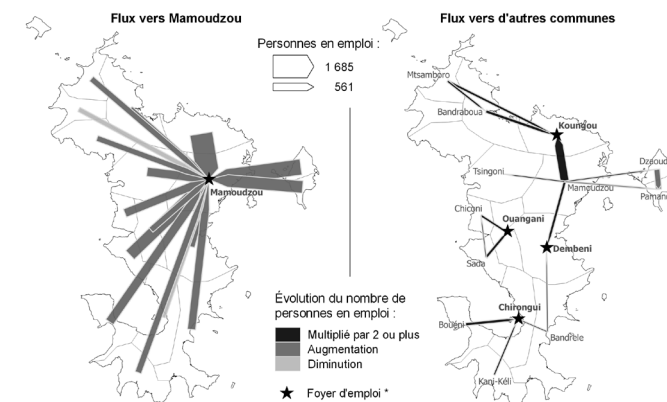 Flux vers Mamoudzou
Personnes en emploi :
1 685
561
Mamoudzou
Évolution du nombre de
personnes en emploi :
Multiplié par 2 ou plus
Augmentation
Diminution
Foyer d'emploi *
Flux vers d'autres communes
Mtsamboro
Bandraboua
Koungou
Tsingoni
Mamoudzou
Dzaoud
Paman
Chiconi
Ouangani
Sada
Dembeni
Chirongui
Bouéni
Bandrele
Kani-Kéli